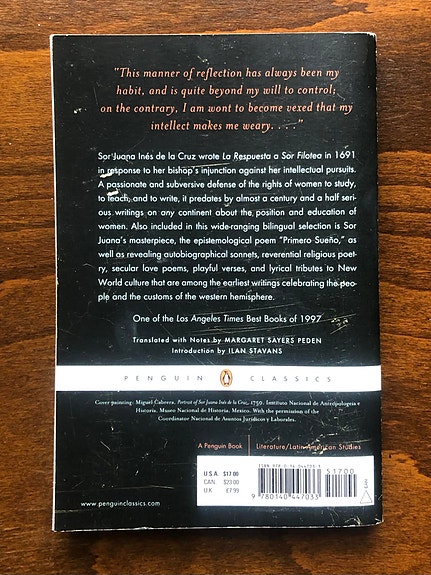 "This manner of reflection has always been my
habit, and is quite beyond my will to control;
on the contrary, I am wont to become vexed that my
intellect makes me weary. . . ."
Sor Juana Inés de la Cruz wrote La Respuesta a Sor Filotea in 1691
in response to her bishop's injunction against her intellectual pursuits.
A passionate and subversive defense of the rights of women to study,
to teach, and to write, it predates by almost a century and a half seri-
ous writings on any continent about the position and education of
women. Also included in this wide-ranging bilingual selection is Sor
Juana's masterpiece, the epistemological poem "Primero Sueño," as
well as revealing autobiographical sonnets, reverential religious poet-
ry, secular love poems, playful verses, and lyrical tributes to New
World culture that are among the earliest writings celebrating the peo-
ple and the customs of the western hemisphere.
One of the Los Angeles Times Best Books of 1997
Translated with Notes by MARGARET SAYERS PEDEN
Introduction by ILAN STAVANS
PENGUIN CLASSICS
Cover painting: Miguel Cabrera, Portrait of Sor Juana Inés de la Cruz, 1750. Instituto Nacional de Antropología e
Historia. Museo Nacional de Historia, Mexico. With the permission of the
Coordinador Nacional de Asuntos Jurídicos y Laborales.
A Penguin Book
Literature/Latin American Studies
U.S.A. $17.00
CAN. $23.00
U.K. £7.99
ISBN 978-0-14-044703-3
51700
9 780140 447033
www.penguinclassics.com